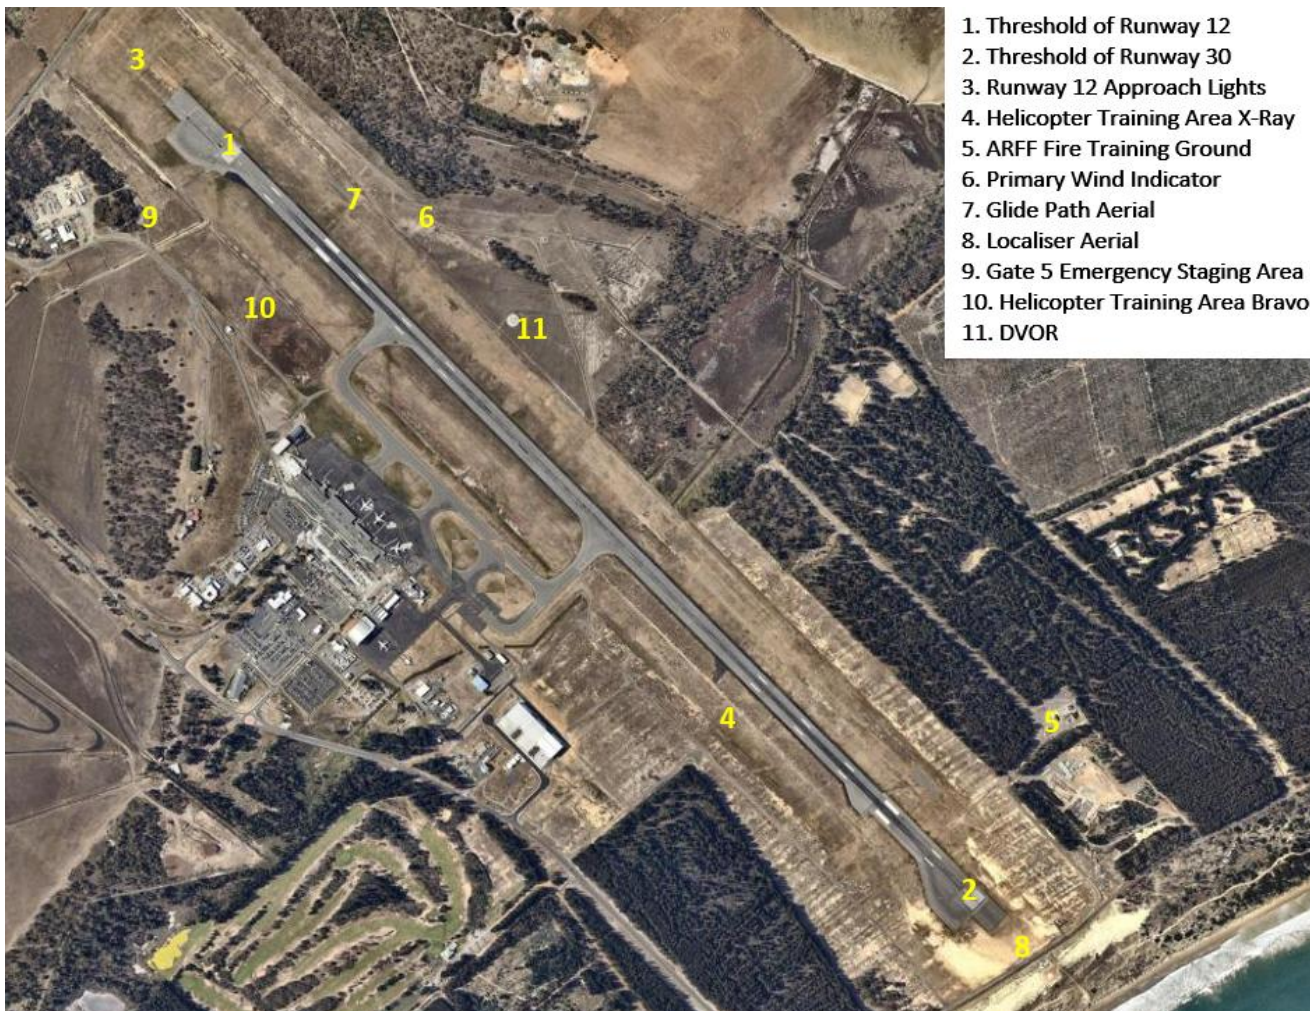 1. Threshold of Runway 12
2. Threshold of Runway 30
3. Runway 12 Approach Lights
4. Helicopter Training Area X-Ray
5. ARFF Fire Training Ground
6. Primary Wind Indicator
7. Glide Path Aerial
8. Localiser Aerial
9. Gate 5 Emergency Staging Area
10. Helicopter Training Area Bravo
11. DVOR
3
1
7
6
9
10
11
4
5
2
8